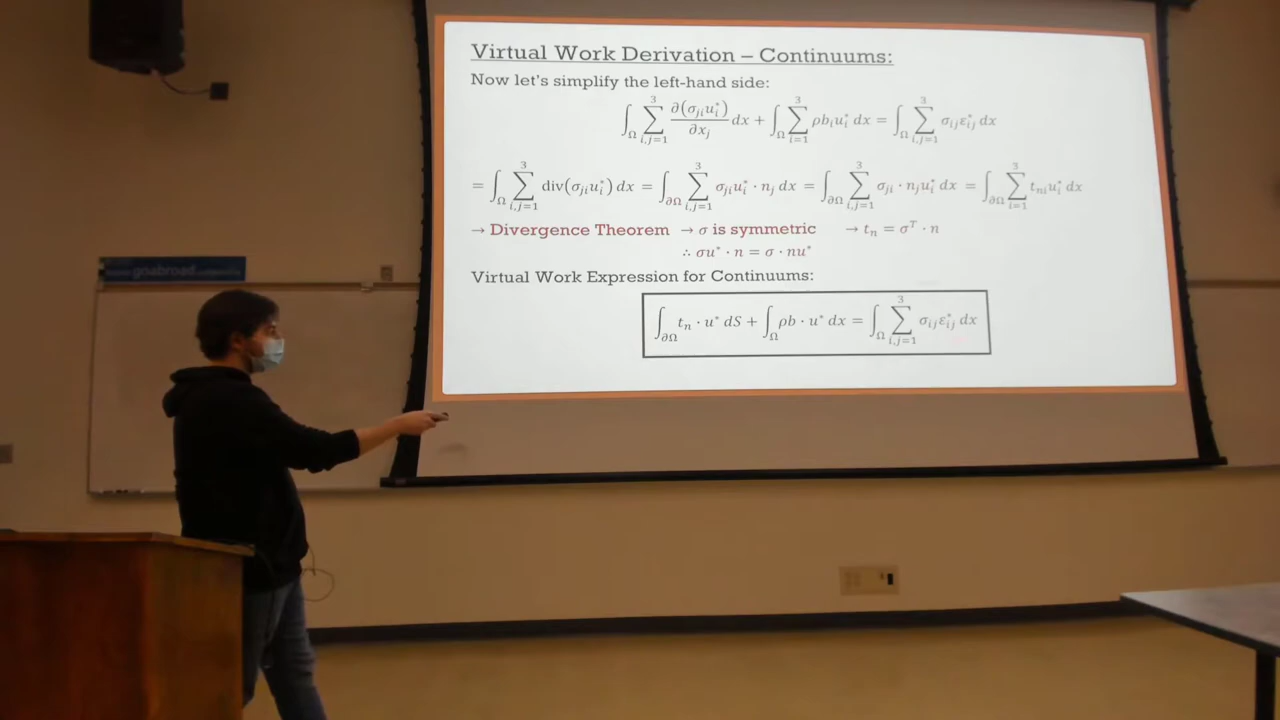 Virtual Work Derivation – Continuums:
Now let's simplify the left-hand side:
∫_Ω ∑_{i,j=1}^{3} ∂(σ_{ji}u_i^*)/∂x_j dx + ∫_Ω ∑_{i=1}^{3} ρb_iu_i^* dx = ∫_Ω ∑_{i,j=1}^{3} σ_{ij}ε_{ij}^* dx
= ∫_Ω ∑_{i,j=1}^{3} div(σ_{ji}u_i^*) dx = ∫_{∂Ω} ∑_{i,j=1}^{3} σ_{ji}u_i^* · n_j dx = ∫_{∂Ω} ∑_{i,j=1}^{3} σ_{ji} · n_ju_i^* dx = ∫_{∂Ω} ∑_{i=1}^{3} t_{ni}u_i^* dx
→ Divergence Theorem → σ is symmetric → t_n = σ^T · n
∴ σu^* · n = σ · nu^*
Virtual Work Expression for Continuums:
∫_{∂Ω} t_n · u^* dS + ∫_Ω ρb · u^* dx = ∫_Ω ∑_{i,j=1}^{3} σ_{ij}ε_{ij}^* dx
goabroad